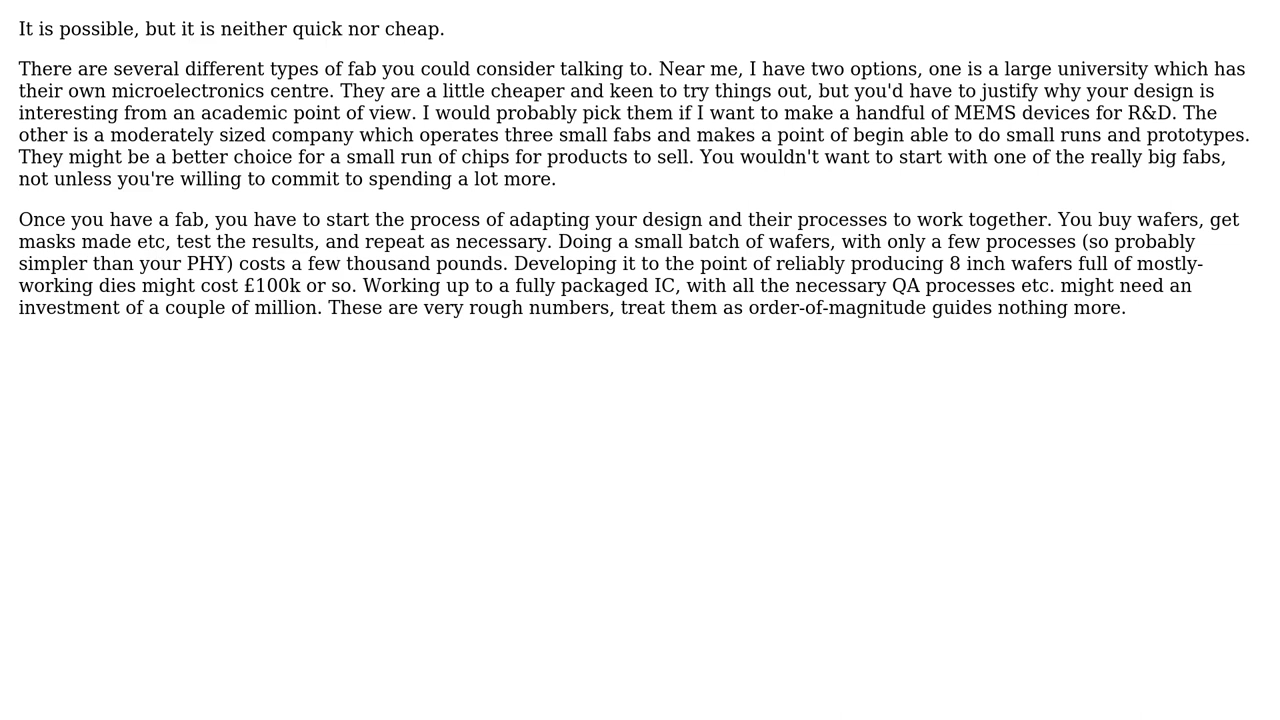 It is possible, but it is neither quick nor cheap.
There are several different types of fab you could consider talking to. Near me, I have two options, one is a large university which has
their own microelectronics centre. They are a little cheaper and keen to try things out, but you'd have to justify why your design is
interesting from an academic point of view. I would probably pick them if I want to make a handful of MEMS devices for R&D. The
other is a moderately sized company which operates three small fabs and makes a point of begin able to do small runs and prototypes.
They might be a better choice for a small run of chips for products to sell. You wouldn't want to start with one of the really big fabs,
not unless you're willing to commit to spending a lot more.
Once you have a fab, you have to start the process of adapting your design and their processes to work together. You buy wafers, get
masks made etc, test the results, and repeat as necessary. Doing a small batch of wafers, with only a few processes (so probably
simpler than your PHY) costs a few thousand pounds. Developing it to the point of reliably producing 8 inch wafers full of mostly-
working dies might cost £100k or so. Working up to a fully packaged IC, with all the necessary QA processes etc. might need an
investment of a couple of million. These are very rough numbers, treat them as order-of-magnitude guides nothing more.